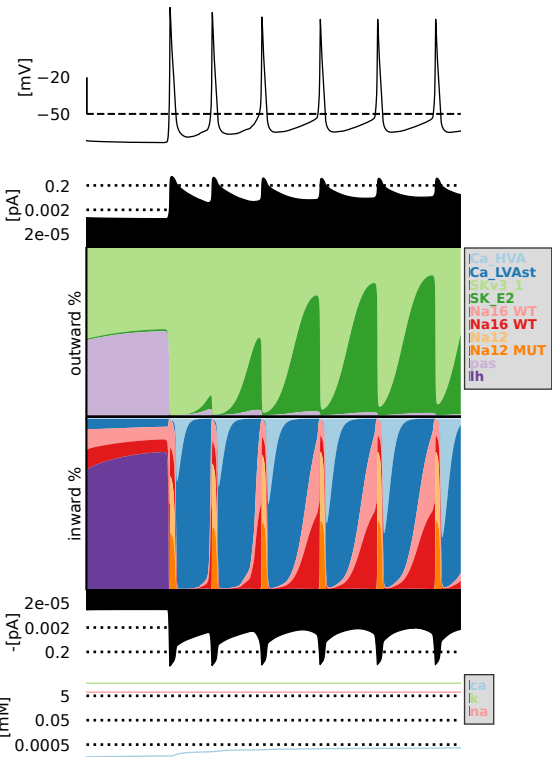 [mV]
−20
−50
[pA]
0.2
0.002
2e-05
outward %
Ca_HVA
Ca_LVAst
SKv3_1
SK_E2
Na16 WT
Na16 WT
Na12
Na12 MUT
pas
Ih
inward %
-[pA]
2e-05
0.002
0.2
[mM]
5
0.05
0.0005
ca
k
na